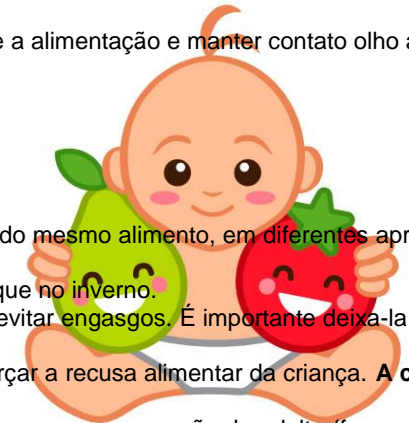 e a alimentação e manter contato olho a
do mesmo alimento, em diferentes apr
que no inverno.
evitar engasgos. É importante deixa-la
rçar a recusa alimentar da criança. A c